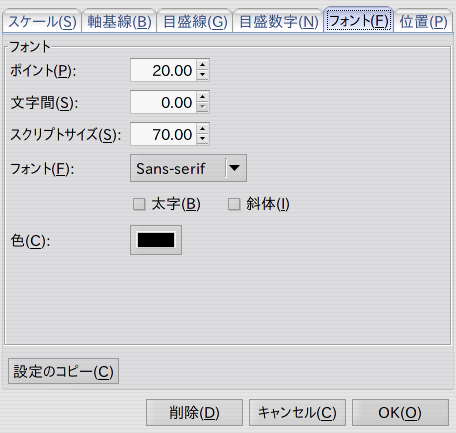 スケール(S) 軸基線(B) 目盛線(G) 目盛数字(N) フォント(F) 位置(P)
フォント
ポイント(P): 20.00
文字間(S): 0.00
スクリプトサイズ(S): 70.00
フォント(F): Sans-serif
太字(B) 斜体(I)
色(C):
設定のコピー(C)
削除(D) キャンセル(C) OK(O)